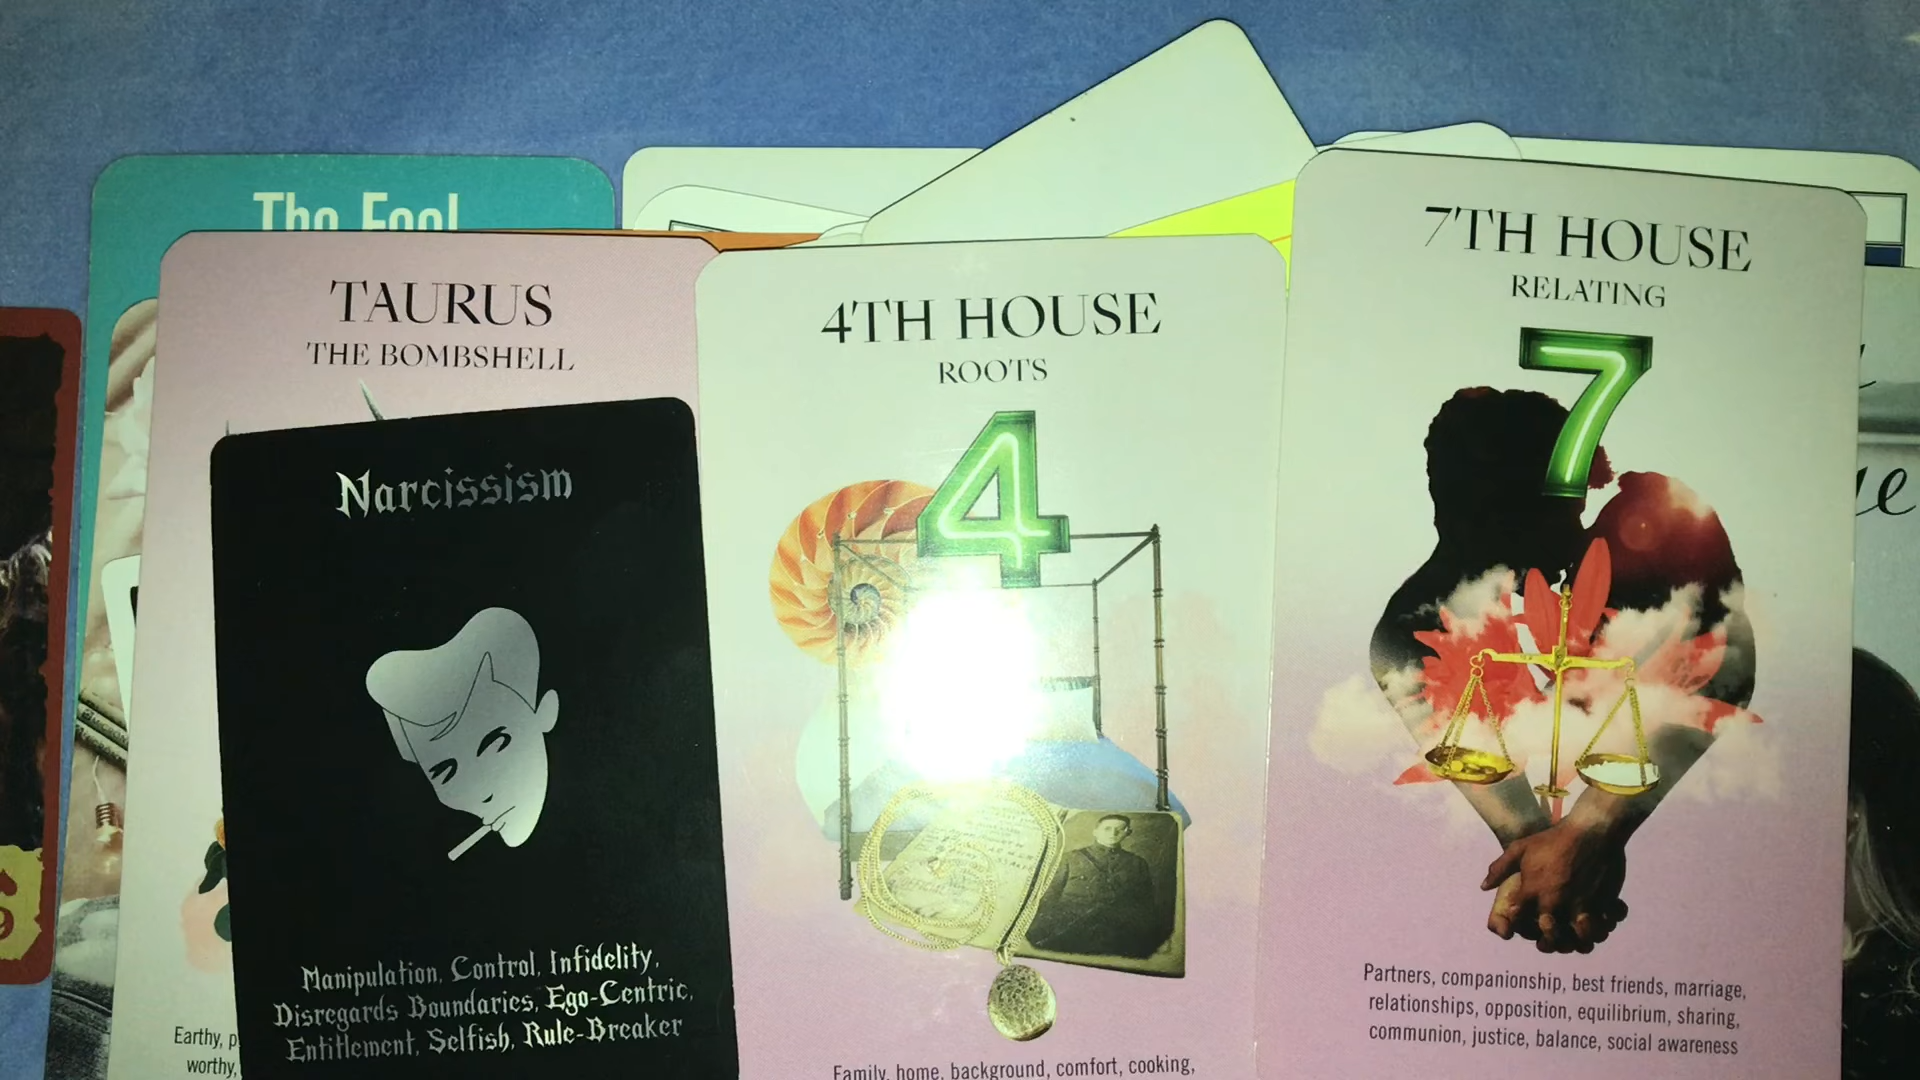 The Fool
TAURUS
THE BOMBSHELL
Narcissism
Manipulation, Control, Infidelity,
Disregards Boundaries, Ego-Centric,
Entitlement, Selfish, Rule-Breaker
Earthy,
worthy,
4TH HOUSE
ROOTS
4
Family, home, background, comfort, cooking,
7TH HOUSE
RELATING
7
Partners, companionship, best friends, marriage,
relationships, opposition, equilibrium, sharing,
communion, justice, balance, social awareness
9